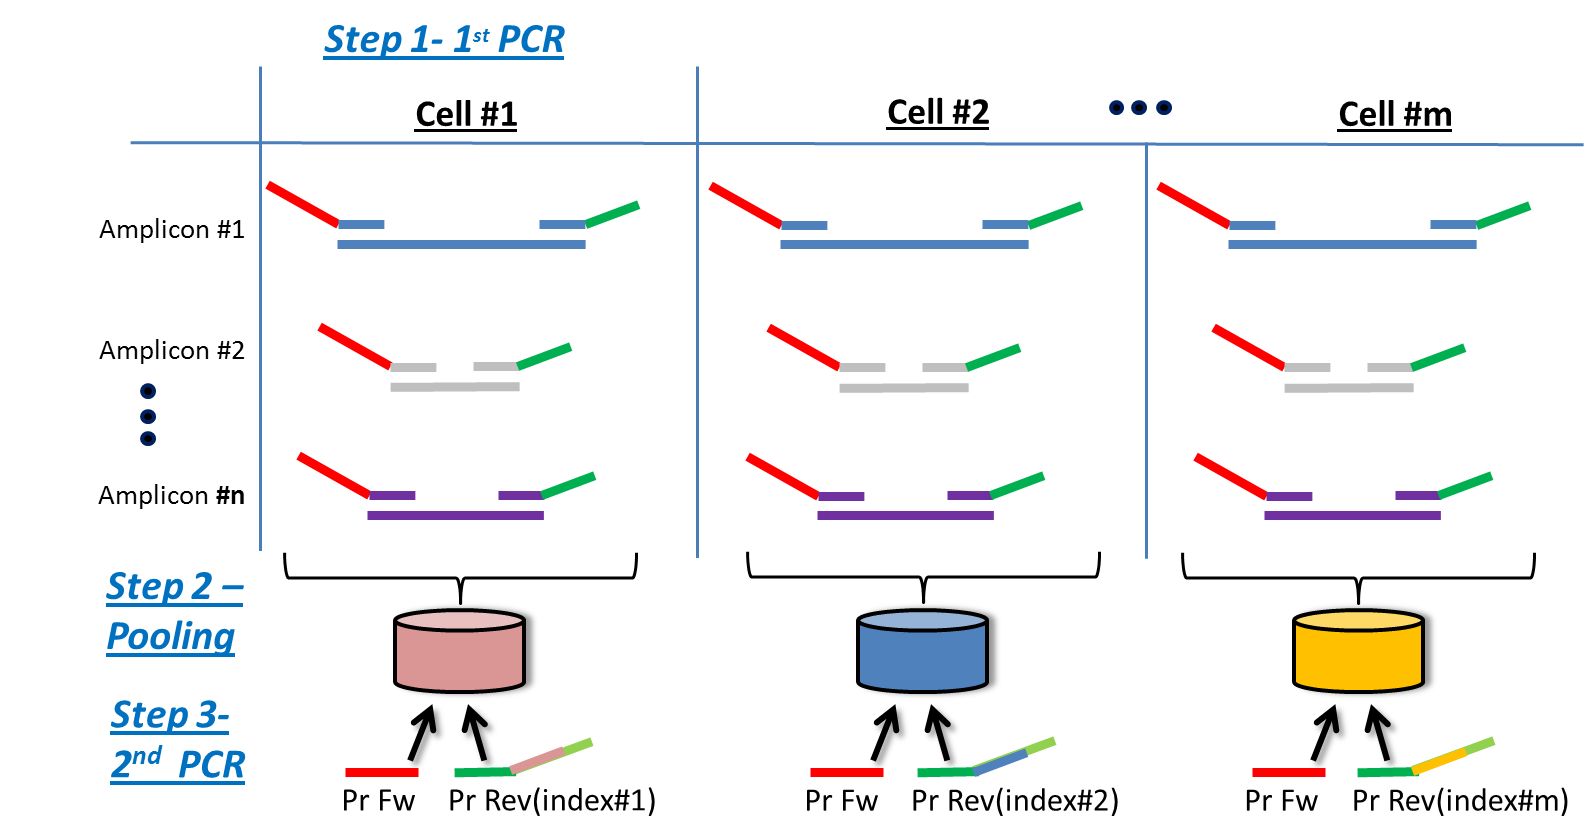 Step 1- 1st PCR
Cell #1
Cell #2
Cell #m
Amplicon #1
Amplicon #2
Amplicon #n
Step 2 –
Pooling
Step 3-
2nd PCR
Pr Fw
Pr Rev(index#1)
Pr Fw
Pr Rev(index#2)
Pr Fw
Pr Rev(index#m)